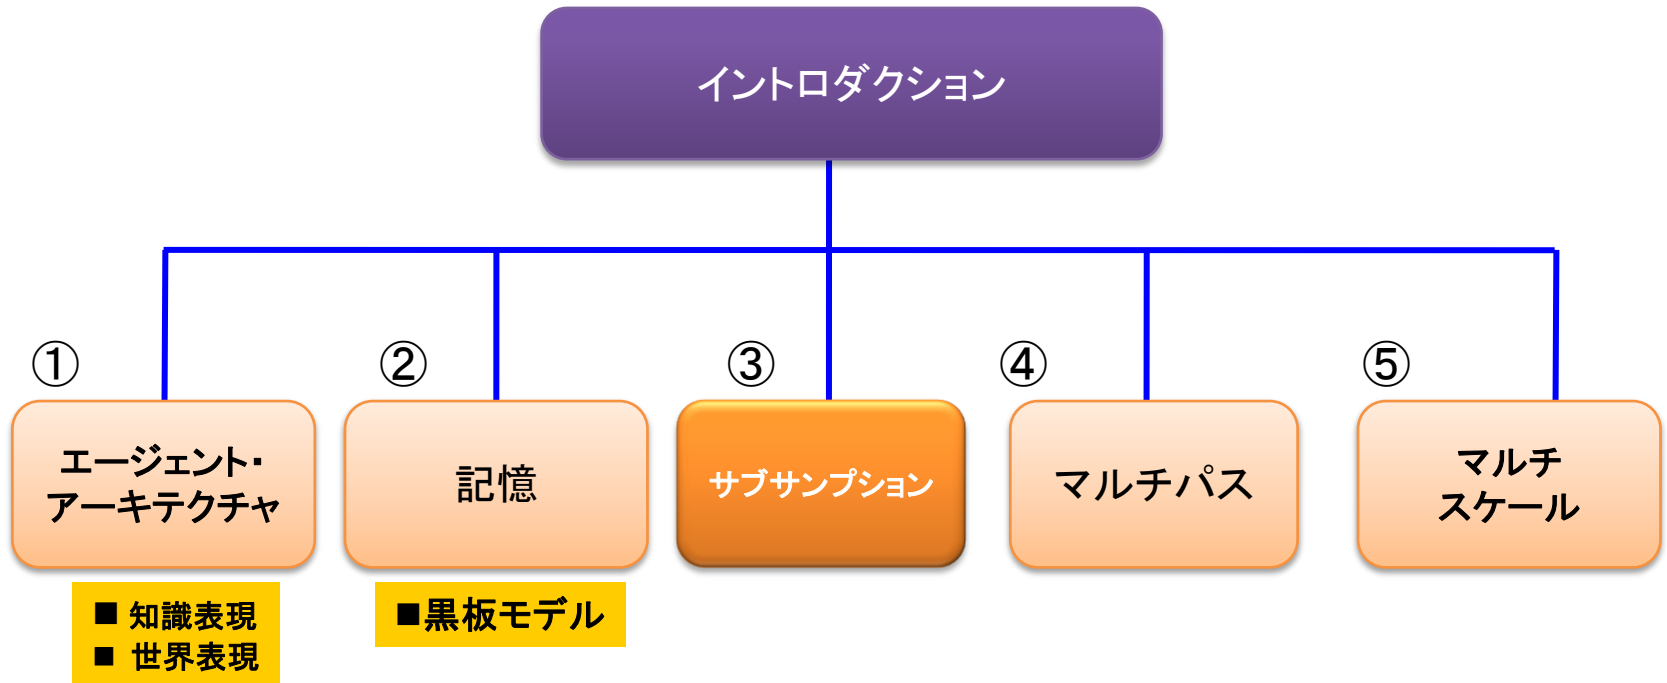 イントロダクション
①
②
③
④
⑤
エージェント・
アーキテクチャ
記憶
サブサンプション
マルチパス
マルチ
スケール
■ 知識表現
■ 世界表現
■黒板モデル